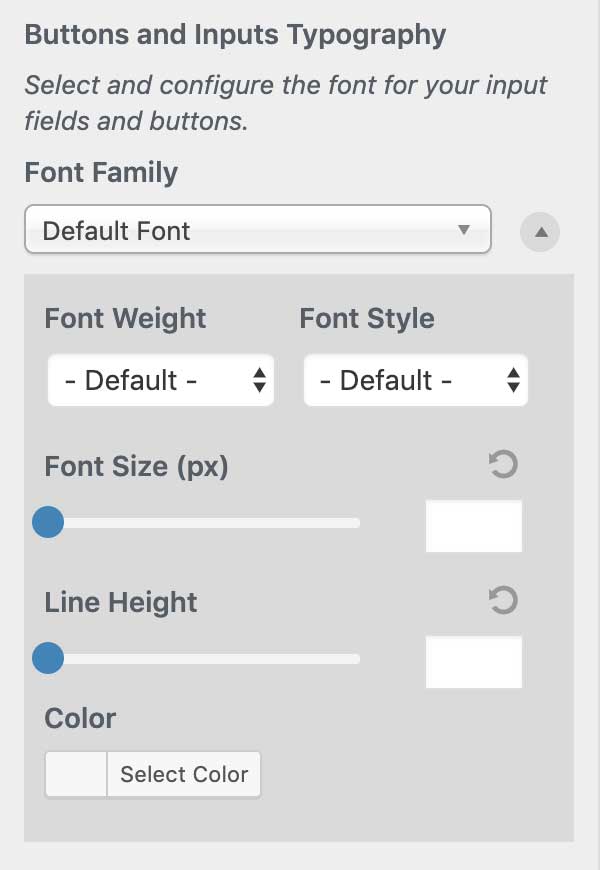 Buttons and Inputs Typography
Select and configure the font for your input
fields and buttons.
Font Family
Default Font
Font Weight
Font Style
- Default -
- Default -
Font Size (px)
Line Height
Color
Select Color